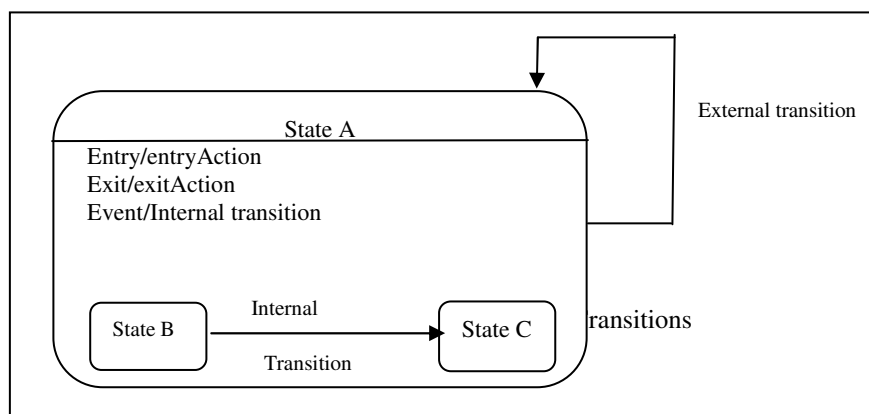 External transition
State A
Entry/entryAction
Exit/exitAction
Event/Internal transition
Internal
State B
State C
ransitions
Transition